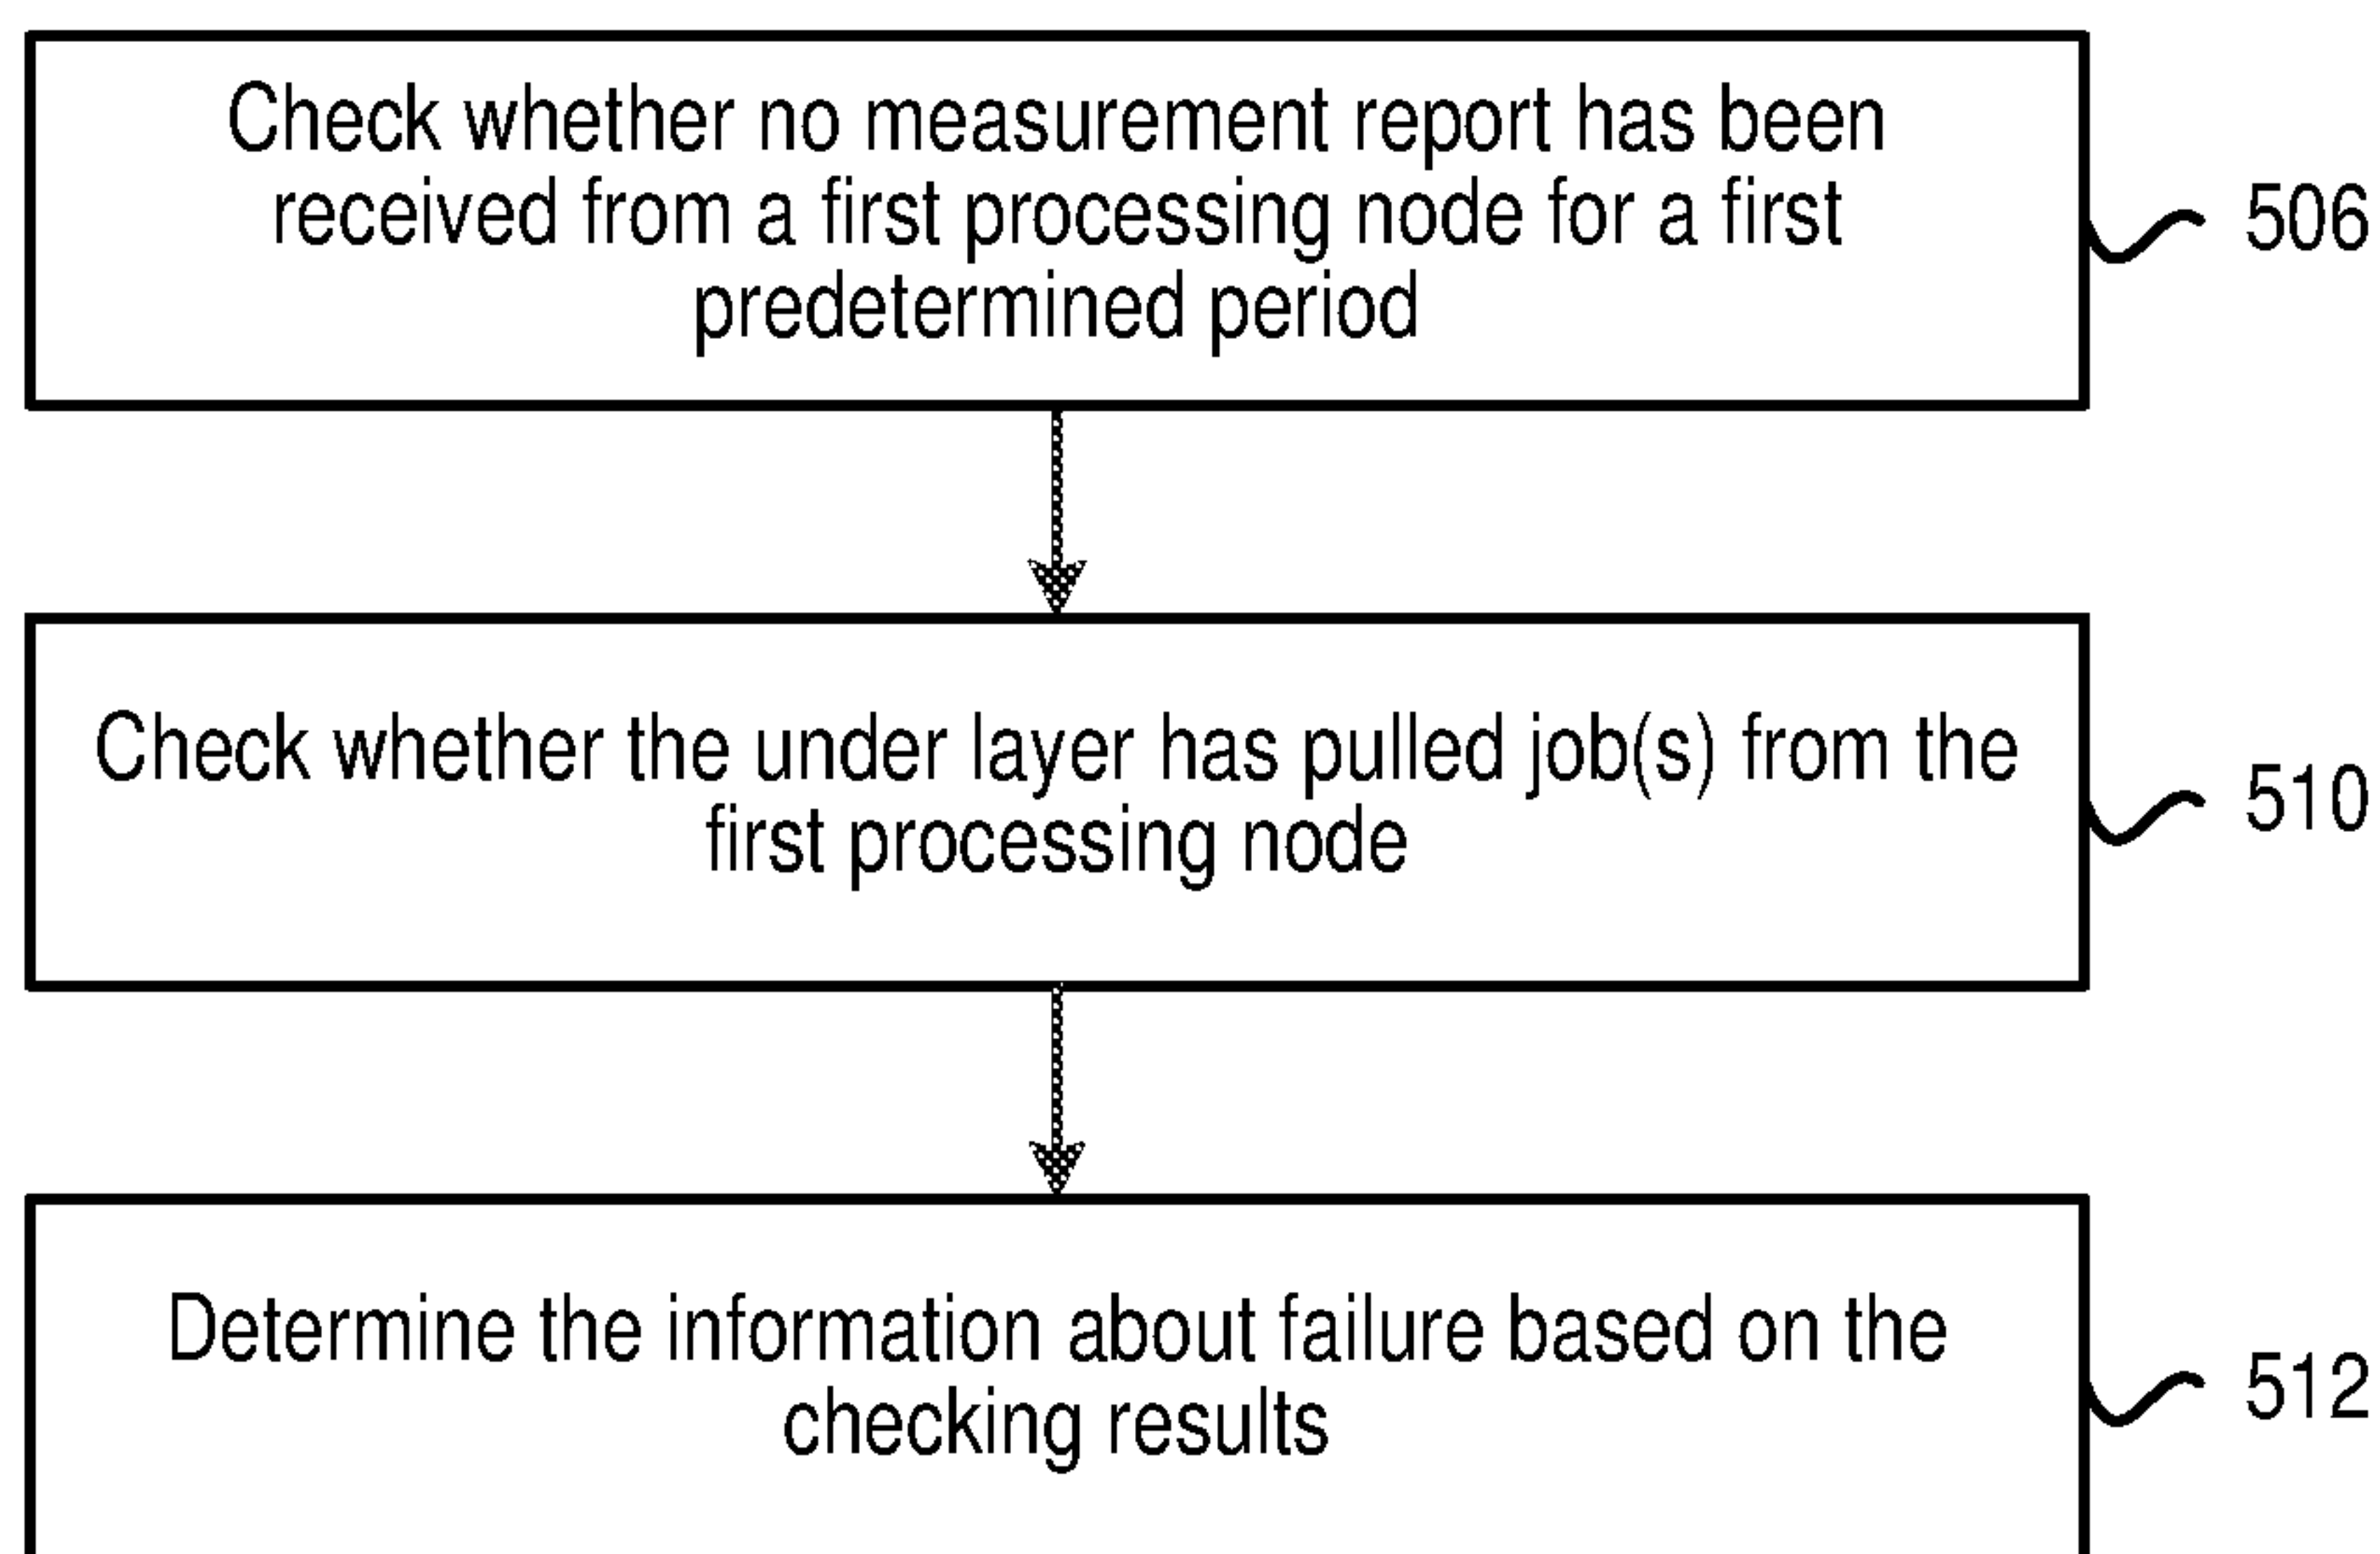 Check whether no measurement report has been
received from a first processing node for a first
predetermined period
506
Check whether the under layer has pulled job(s) from the
first processing node
510
Determine the information about failure based on the
checking results
512